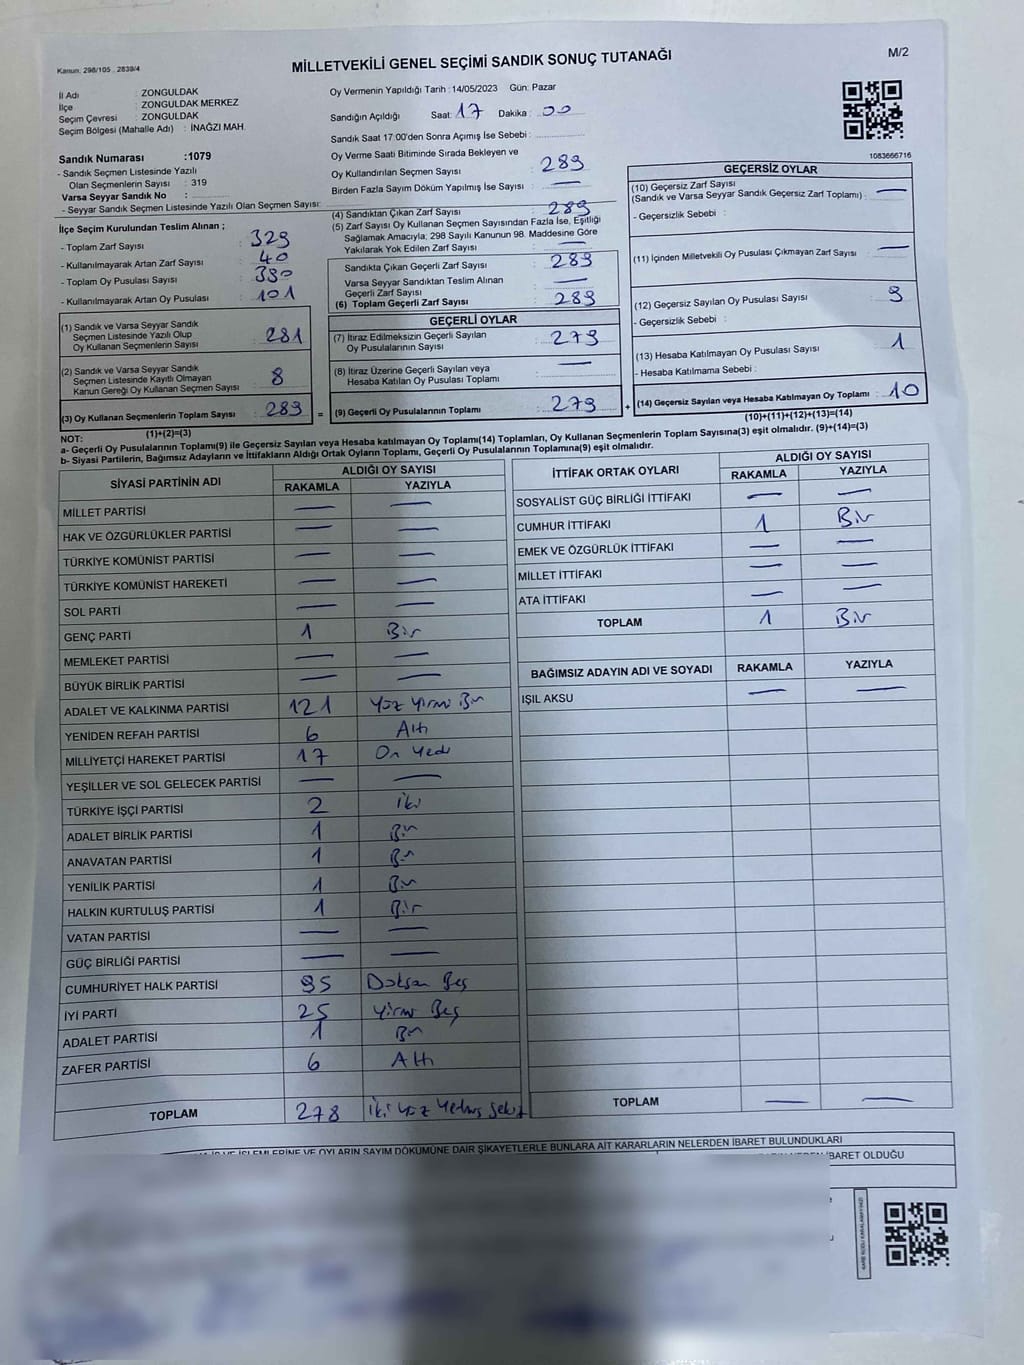 Kanun: 298/105 , 2839/4
MİLLETVEKİLİ GENEL SEÇİMİ SANDIK SONUÇ TUTANAĞI
M/2
İl Adı : ZONGULDAK
İlçe : ZONGULDAK MERKEZ
Seçim Çevresi : ZONGULDAK
Seçim Bölgesi (Mahalle Adı) : İNAĞZI MAH.
Sandık Numarası :1079
- Sandık Seçmen Listesinde Yazılı
Olan Seçmenlerin Sayısı : 319
Varsa Seyyar Sandık No :
- Seyyar Sandık Seçmen Listesinde Yazılı Olan Seçmen Sayısı:
Oy Vermenin Yapıldığı Tarih : 14/05/2023 Gün: Pazar
Sandığın Açıldığı Saat: 17 Dakika : 00
Sandık Saat 17:00'den Sonra Açımış İse Sebebi :
Oy Verme Saati Bitiminde Sırada Bekleyen ve
Oy Kullandırılan Seçmen Sayısı : 289
Birden Fazla Sayım Döküm Yapılmış İse Sayısı : —
1083666716
İlçe Seçim Kurulundan Teslim Alınan ;
- Toplam Zarf Sayısı : 329
- Kullanılmayarak Artan Zarf Sayısı : 40
- Toplam Oy Pusulası Sayısı : 390
- Kullanılmayarak Artan Oy Pusulası : 101
(1) Sandık ve Varsa Seyyar Sandık
Seçmen Listesinde Yazılı Olup
Oy Kullanan Seçmenlerin Sayısı : 281
(2) Sandık ve Varsa Seyyar Sandık
Seçmen Listesinde Kayıtlı Olmayan
Kanun Gereği Oy Kullanan Seçmen Sayısı : 8
(3) Oy Kullanan Seçmenlerin Toplam Sayısı : 289
(1)+(2)=(3)
(4) Sandıktan Çıkan Zarf Sayısı : 289
(5) Zarf Sayısı Oy Kullanan Seçmen Sayısından Fazla İse, Eşitliği
Sağlamak Amacıyla, 298 Sayılı Kanunun 98. Maddesine Göre
Yakılarak Yok Edilen Zarf Sayısı : —
Sandıkta Çıkan Geçerli Zarf Sayısı : 289
Varsa Seyyar Sandıktan Teslim Alınan
Geçerli Zarf Sayısı : —
(6) Toplam Geçerli Zarf Sayısı : 289
GEÇERLİ OYLAR
(7) İtiraz Edilmeksizin Geçerli Sayılan
Oy Pusulalarının Sayısı : 279
(8) İtiraz Üzerine Geçerli Sayılan veya
Hesaba Katılan Oy Pusulası Toplamı : —
= (9) Geçerli Oy Pusulalarının Toplamı : 279
GEÇERSİZ OYLAR
(10) Geçersiz Zarf Sayısı
(Sandık ve Varsa Seyyar Sandık Geçersiz Zarf Toplamı) : —
- Geçersizlik Sebebi :
(11) İçinden Milletvekili Oy Pusulası Çıkmayan Zarf Sayısı : —
(12) Geçersiz Sayılan Oy Pusulası Sayısı : 9
- Geçersizlik Sebebi :
(13) Hesaba Katılmayan Oy Pusulası Sayısı : 1
- Hesaba Katılmama Sebebi :
+ (14) Geçersiz Sayılan veya Hesaba Katılmayan Oy Toplamı : 10
(10)+(11)+(12)+(13)=(14)
NOT:
a- Geçerli Oy Pusulalarının Toplamı(9) ile Geçersiz Sayılan veya Hesaba katılmayan Oy Toplamı(14) Toplamları, Oy Kullanan Seçmenlerin Toplam Sayısına(3) eşit olmalıdır. (9)+(14)=(3)
b- Siyasi Partilerin, Bağımsız Adayların ve İttifakların Aldığı Ortak Oyların Toplamı, Geçerli Oy Pusulalarının Toplamına(9) eşit olmalıdır.
SİYASİ PARTİNİN ADI ALDIĞI OY SAYISI
RAKAMLA YAZIYLA
MİLLET PARTİSİ — —
HAK VE ÖZGÜRLÜKLER PARTİSİ — —
TÜRKİYE KOMÜNİST PARTİSİ — —
TÜRKİYE KOMÜNİST HAREKETİ — —
SOL PARTİ — —
GENÇ PARTİ 1 Bir
MEMLEKET PARTİSİ — —
BÜYÜK BİRLİK PARTİSİ — —
ADALET VE KALKINMA PARTİSİ 121 Yüz Yirmi Bir
YENİDEN REFAH PARTİSİ 6 Altı
MİLLİYETÇİ HAREKET PARTİSİ 17 On Yedi
YEŞİLLER VE SOL GELECEK PARTİSİ — —
TÜRKİYE İŞÇİ PARTİSİ 2 İki
ADALET BİRLİK PARTİSİ 1 Bir
ANAVATAN PARTİSİ 1 Bir
YENİLİK PARTİSİ 1 Bir
HALKIN KURTULUŞ PARTİSİ 1 Bir
VATAN PARTİSİ — —
GÜÇ BİRLİĞİ PARTİSİ — —
CUMHURİYET HALK PARTİSİ 95 Doksan Beş
İYİ PARTİ 25 Yirmi Beş
ADALET PARTİSİ 1 Bir
ZAFER PARTİSİ 6 Altı
TOPLAM 278 İki Yüz Yetmiş Sekiz
İTTİFAK ORTAK OYLARI ALDIĞI OY SAYISI
RAKAMLA YAZIYLA
SOSYALİST GÜÇ BİRLİĞİ İTTİFAKI — —
CUMHUR İTTİFAKI 1 Bir
EMEK VE ÖZGÜRLÜK İTTİFAKI — —
MİLLET İTTİFAKI — —
ATA İTTİFAKI — —
TOPLAM 1 Bir
BAĞIMSIZ ADAYIN ADI VE SOYADI RAKAMLA YAZIYLA
IŞIL AKSU — —
TOPLAM — —
İŞLEMLERİNE VE OYLARIN SAYIM DÖKÜMÜNE DAİR ŞİKAYETLERLE BUNLARA AİT KARARLARIN NELERDEN İBARET BULUNDUKLARI
İBARET OLDUĞU